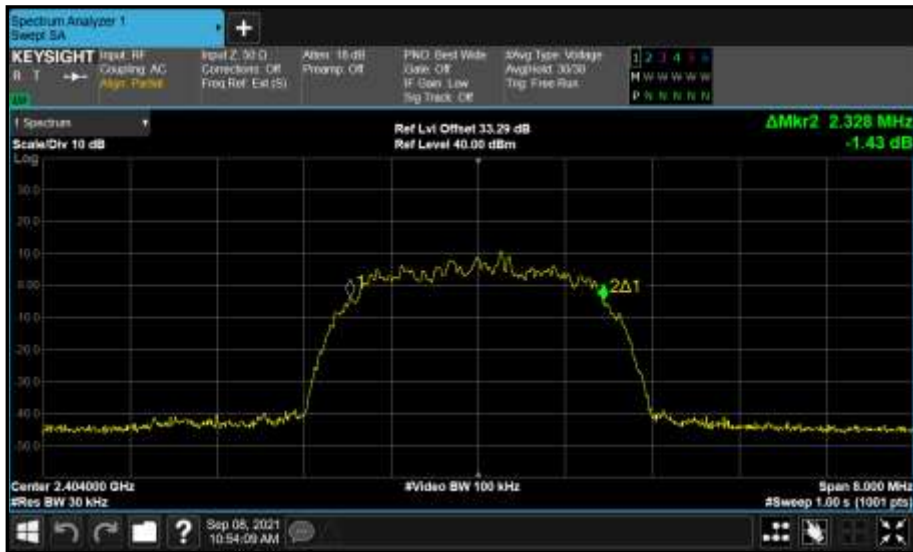 Spectrum Analyzer 1
Swept SA
+
KEYSIGHT
R T
Input: RF
Coupling: AC
Align: Partial
Input Z: 50 Ω
Corrections: Off
Freq Ref: Ext (S)
Atten: 18 dB
Preamp: Off
PNO: Best Wide
Gate: Off
IF Gain: Low
Sig Track: Off
#Avg Type: Voltage
Avg|Hold: 30/30
Trig: Free Run
1 2 3 4 5 6
M W W W W W
P N N N N N
1 Spectrum
Scale/Div 10 dB
Log
Ref Lvl Offset 33.29 dB
Ref Level 40.00 dBm
ΔMkr2 2.328 MHz
-1.43 dB
30.0
20.0
10.0
0.00
-10.0
-20.0
-30.0
-40.0
-50.0
1
2Δ1
Center 2.404000 GHz
#Res BW 30 kHz
#Video BW 100 kHz
Span 8.000 MHz
#Sweep 1.00 s (1001 pts)
?
Sep 08, 2021
10:54:09 AM